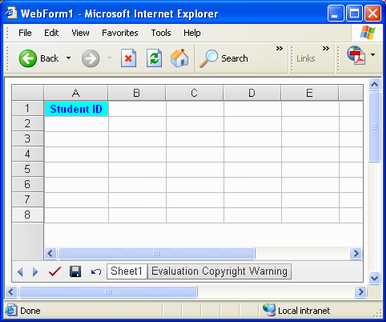 WebForm1 - Microsoft Internet Explorer
File Edit View Favorites Tools Help
Back Search Links
A B C D E
1 Student ID
2
3
4
5
6
7
8
Sheet1 Evaluation Copyright Warning
Done Local intranet